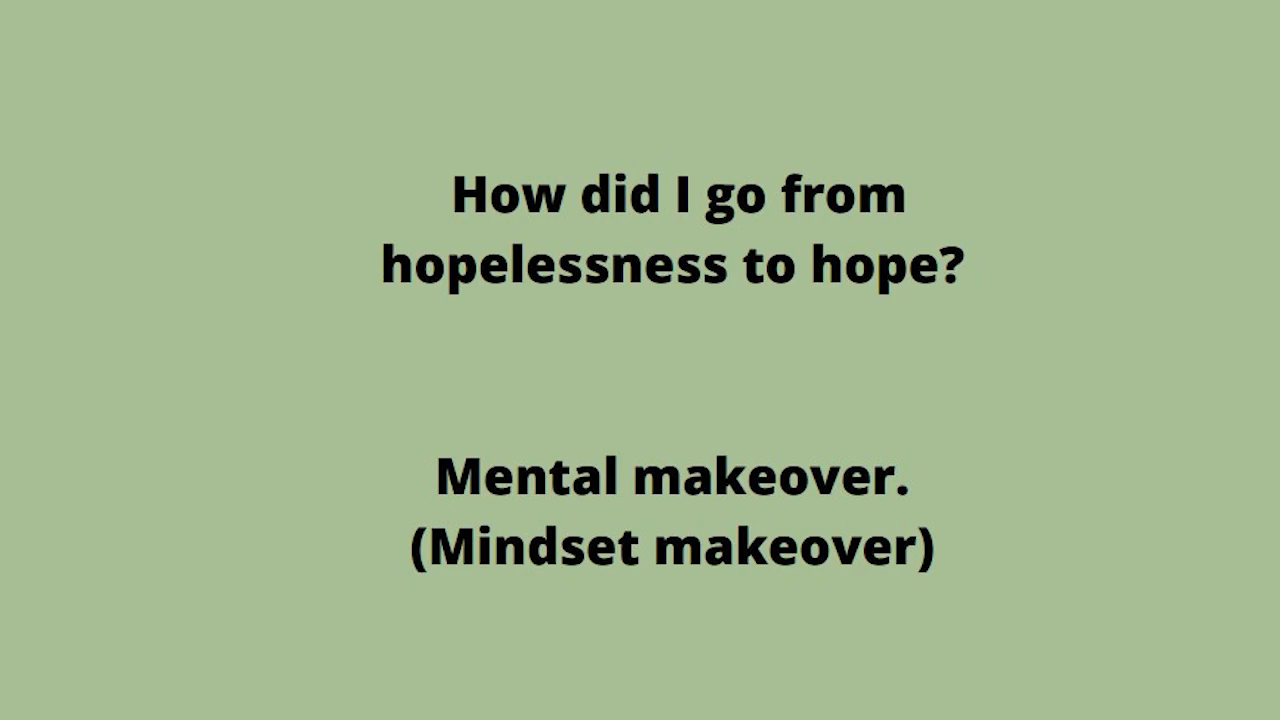 How did I go from
hopelessness to hope?
Mental makeover.
(Mindset makeover)